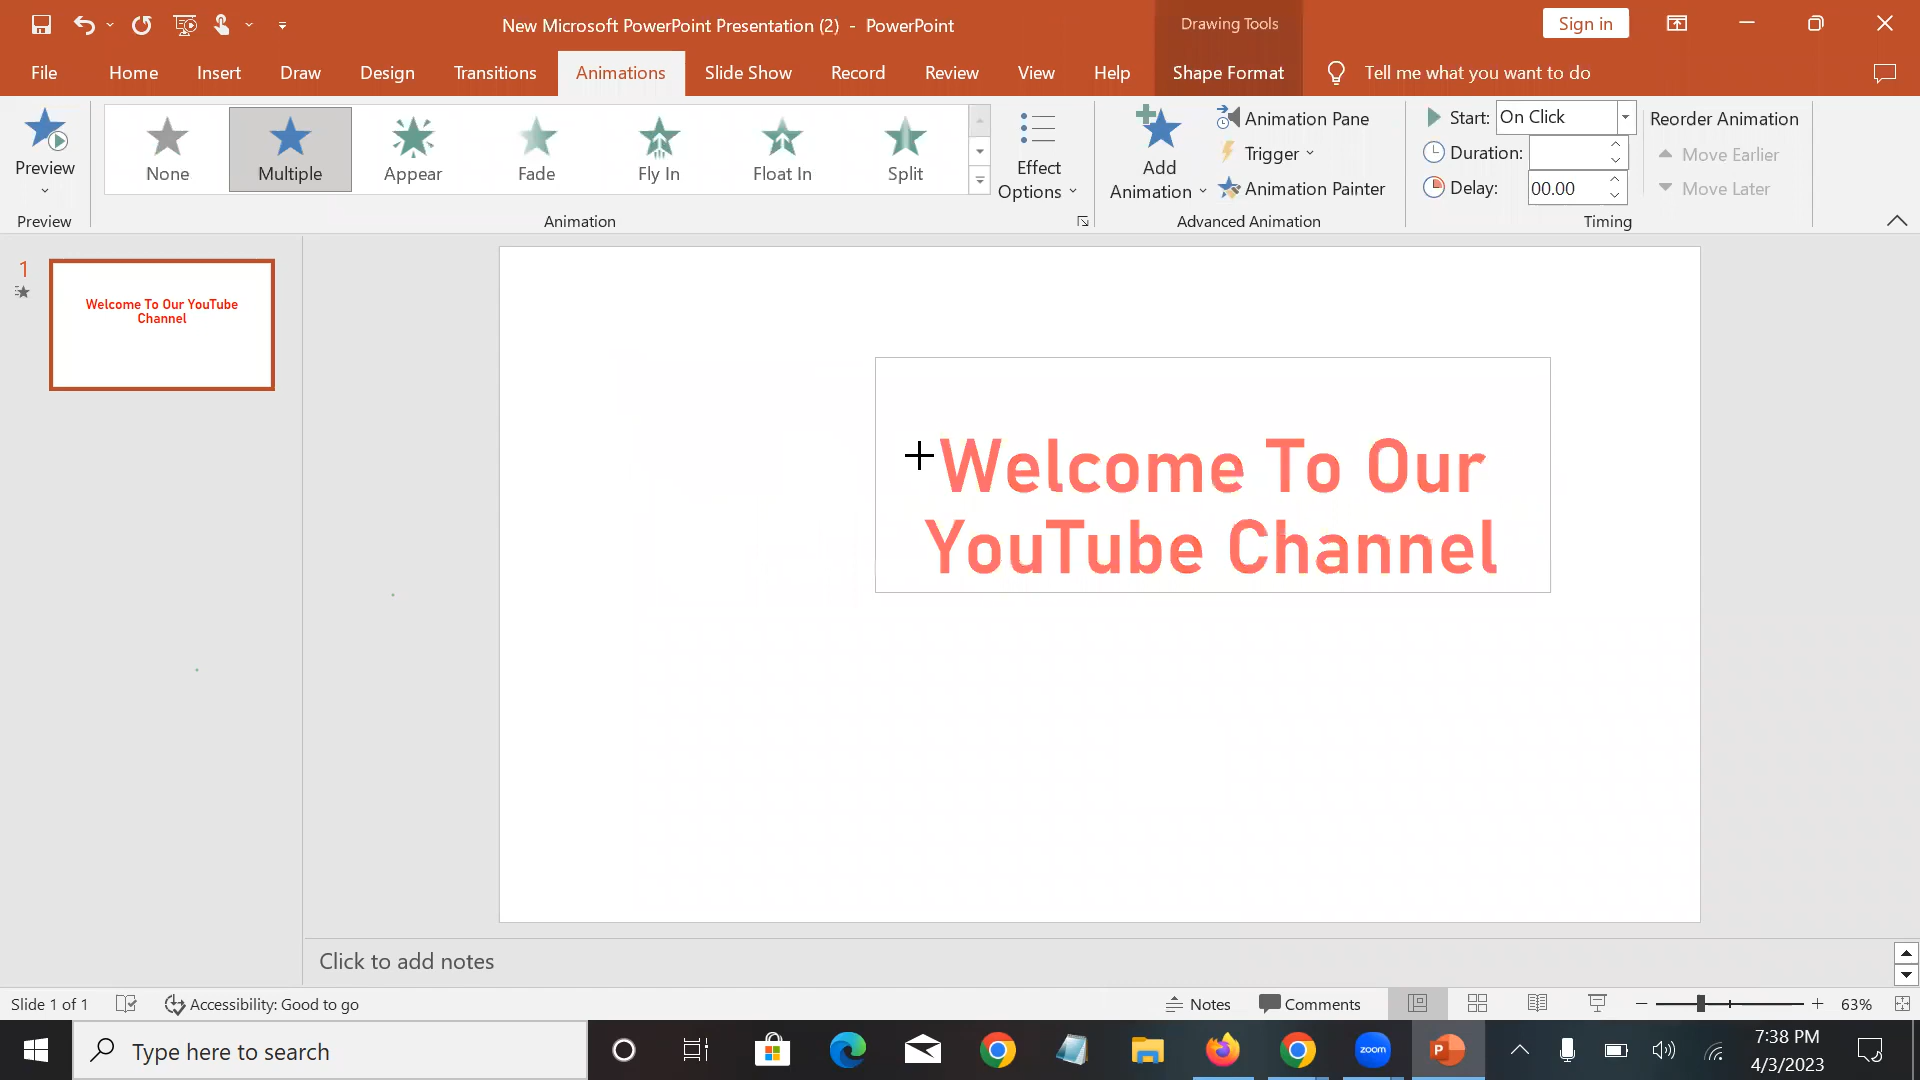 New Microsoft PowerPoint Presentation (2) - PowerPoint
Drawing Tools
Sign in
File Home Insert Draw Design Transitions Animations Slide Show Record Review View Help Shape Format Tell me what you want to do
Preview
None
Multiple
Appear
Fade
Fly In
Float In
Split
Effect
Options
Add
Animation
Animation Pane
Trigger
Animation Painter
Start: On Click
Duration:
Delay: 00.00
Reorder Animation
Move Earlier
Move Later
Preview
Animation
Advanced Animation
Timing
1
Welcome To Our YouTube
Channel
Welcome To Our
YouTube Channel
Click to add notes
Slide 1 of 1
Accessibility: Good to go
Notes
Comments
63%
Type here to search
zoom
P
7:38 PM
4/3/2023